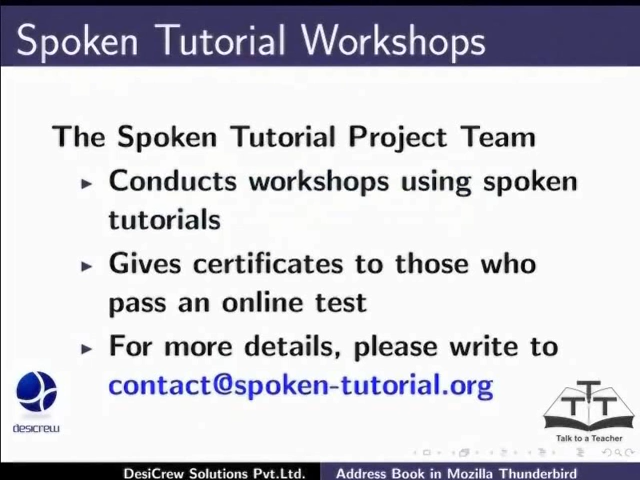 Spoken Tutorial Workshops
The Spoken Tutorial Project Team
Conducts workshops using spoken
tutorials
Gives certificates to those who
pass an online test
For more details, please write to
contact@spoken-tutorial.org
desicrew
T T T
Talk to a Teacher
DesiCrew Solutions Pvt.Ltd. Address Book in Mozilla Thunderbird